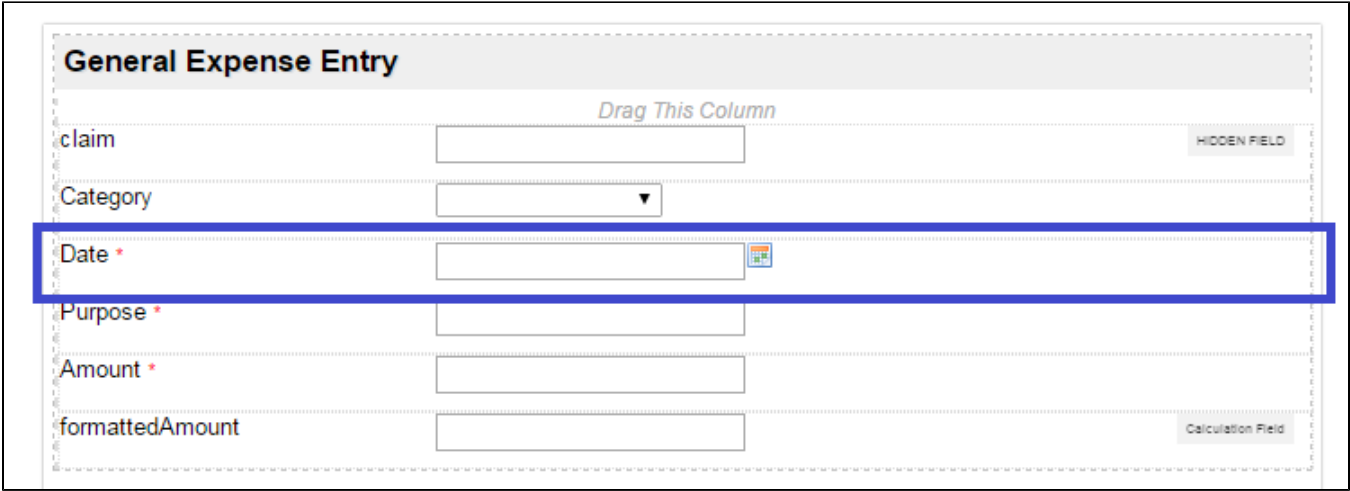 General Expense Entry
Drag This Column
claim HIDDEN FIELD
Category
Date *
Purpose *
Amount *
formattedAmount Calculation Field